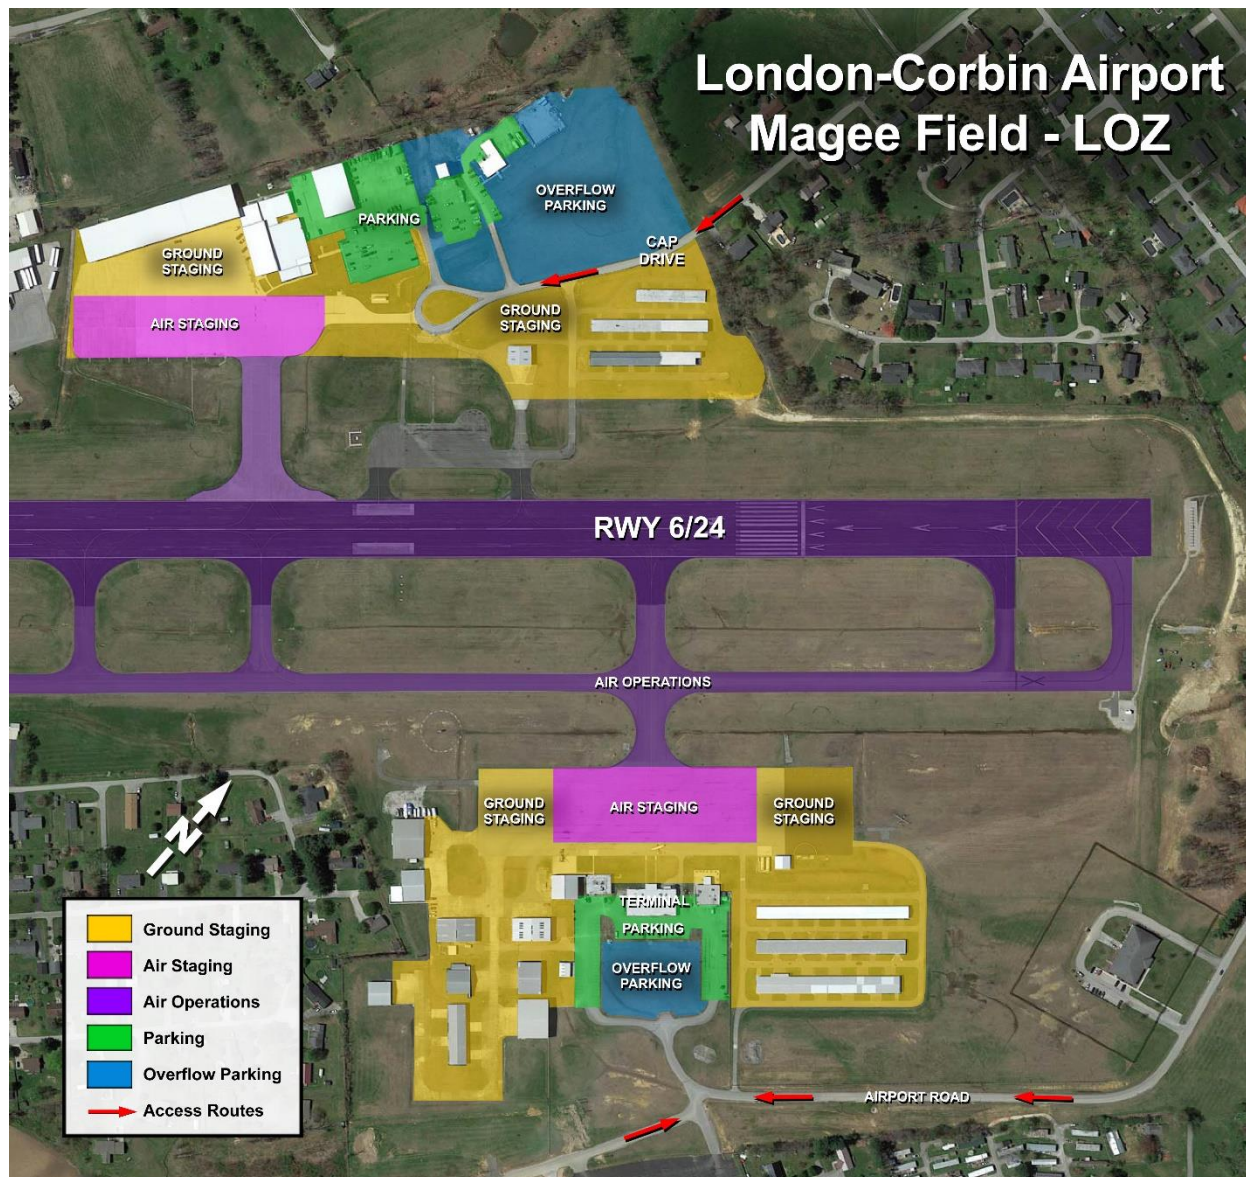 London-Corbin Airport
Magee Field - LOZ
OVERFLOW
PARKING
PARKING
CAP
DRIVE
GROUND
STAGING
GROUND
STAGING
AIR STAGING
RWY 6/24
AIR OPERATIONS
GROUND
STAGING
AIR STAGING
GROUND
STAGING
N
TERMINAL
PARKING
OVERFLOW
PARKING
AIRPORT ROAD
Ground Staging
Air Staging
Air Operations
Parking
Overflow Parking
Access Routes